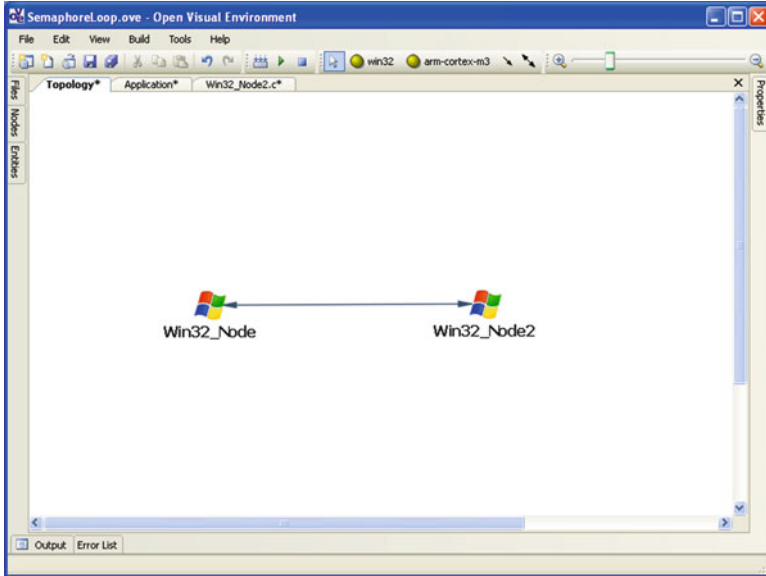 SemaphoreLoop.ove - Open Visual Environment
File Edit View Build Tools Help
win32 arm-cortex-m3
Topology* Application* Win32_Node2.c*
Files
Nodes
Entities
Properties
Win32_Node Win32_Node2
Output Error List